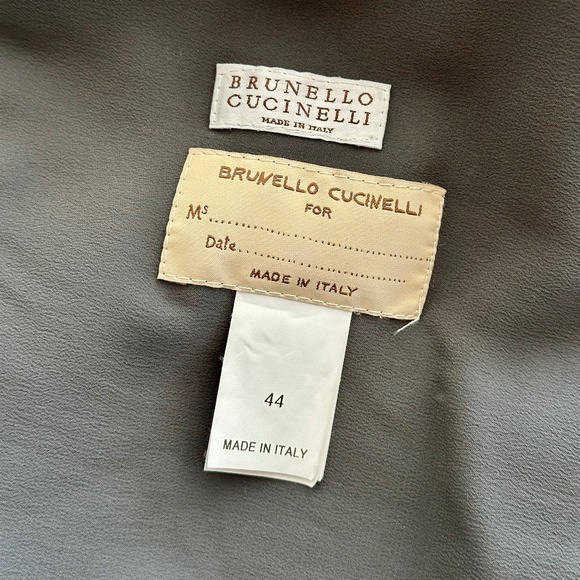 BRUNELLO
CUCINELLI
MADE IN ITALY
BRUNELLO CUCINELLI
FOR
Ms.......................................
Date...................................
MADE IN ITALY
44
MADE IN ITALY